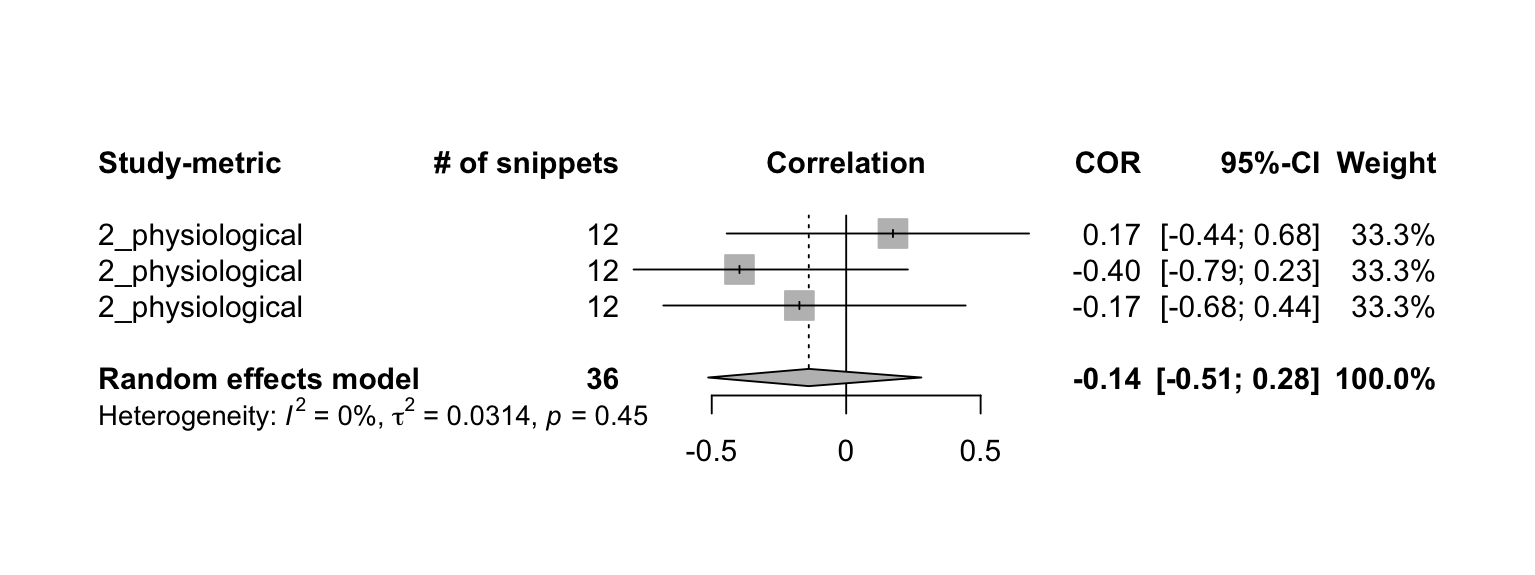 Study-metric # of snippets Correlation COR 95%-CI Weight
2_physiological 12 0.17 [-0.44; 0.68] 33.3%
2_physiological 12 -0.40 [-0.79; 0.23] 33.3%
2_physiological 12 -0.17 [-0.68; 0.44] 33.3%
Random effects model 36 -0.14 [-0.51; 0.28] 100.0%
Heterogeneity: I² = 0%, τ² = 0.0314, p = 0.45
-0.5 0 0.5